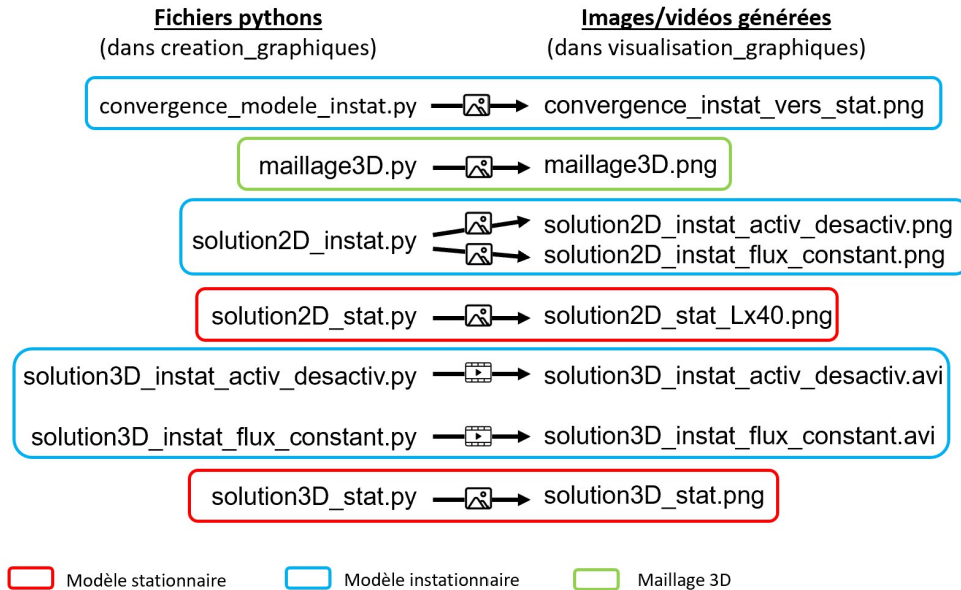 Fichiers pythons
(dans creation_graphiques)
Images/vidéos générées
(dans visualisation_graphiques)
convergence_modele_instat.py
convergence_instat_vers_stat.png
maillage3D.py
maillage3D.png
solution2D_instat.py
solution2D_instat_activ_desactiv.png
solution2D_instat_flux_constant.png
solution2D_stat.py
solution2D_stat_Lx40.png
solution3D_instat_activ_desactiv.py
solution3D_instat_activ_desactiv.avi
solution3D_instat_flux_constant.py
solution3D_instat_flux_constant.avi
solution3D_stat.py
solution3D_stat.png
Modèle stationnaire
Modèle instationnaire
Maillage 3D